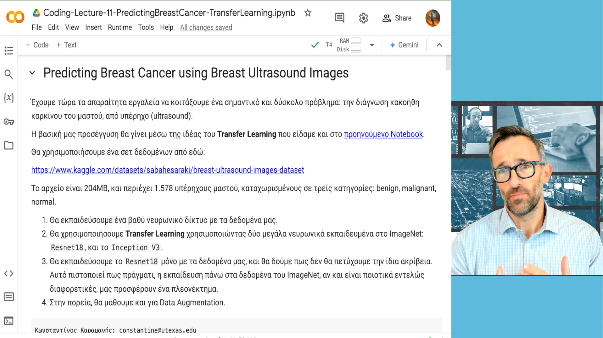 Coding-Lecture-11-PredictingBreastCancer-TransferLearning.ipynb
Share
File Edit View Insert Runtime Tools Help All changes saved
+ Code + Text
T4 RAM Disk
Gemini
Predicting Breast Cancer using Breast Ultrasound Images
Έχουμε τώρα τα απαραίτητα εργαλεία να κοιτάξουμε ένα σημαντικό και δύσκολο πρόβλημα: την διάγνωση κακοήθη
καρκίνου του μαστού, από υπέρηχο (ultrasound).
Η βασική μας προσέγγιση θα γίνει μέσω της ιδέας του Transfer Learning που είδαμε και στο προηγούμενο Notebook.
Θα χρησιμοποιήσουμε ένα σετ δεδομένων από εδώ:
https://www.kaggle.com/datasets/sabahesaraki/breast-ultrasound-images-dataset
Το αρχείο είναι 204MB, και περιέχει 1.578 υπέρηχους μαστού, καταχωρισμένους σε τρείς κατηγορίες: benign, malignant,
normal.
1. Θα εκπαιδεύσουμε ένα βαθύ νευρωνικό δίκτυο με τα δεδομένα μας.
2. Θα χρησιμοποιήσουμε Transfer Learning χρησιμοποιώντας δύο μεγάλα νευρωνικά εκπαιδευμένα στο ImageNet:
Resnet18, και το Inception V3.
3. Θα εκπαιδεύσουμε το Resnet18 μόνο με τα δεδομένα μας, και θα δούμε πως δεν θα πετύχουμε την ίδια ακρίβεια.
Αυτό πιστοποιεί πως πράγματι, η εκπαίδευση πάνω στα δεδομένα του ImageNet, αν και είναι ποιοτικά εντελώς
διαφορετικές, μας προσφέρουν ένα πλεονέκτημα.
4. Στην πορεία, θα μάθουμε και για Data Augmentation.
Κωνσταντίνος Καραμανής: constantine@utexas.edu